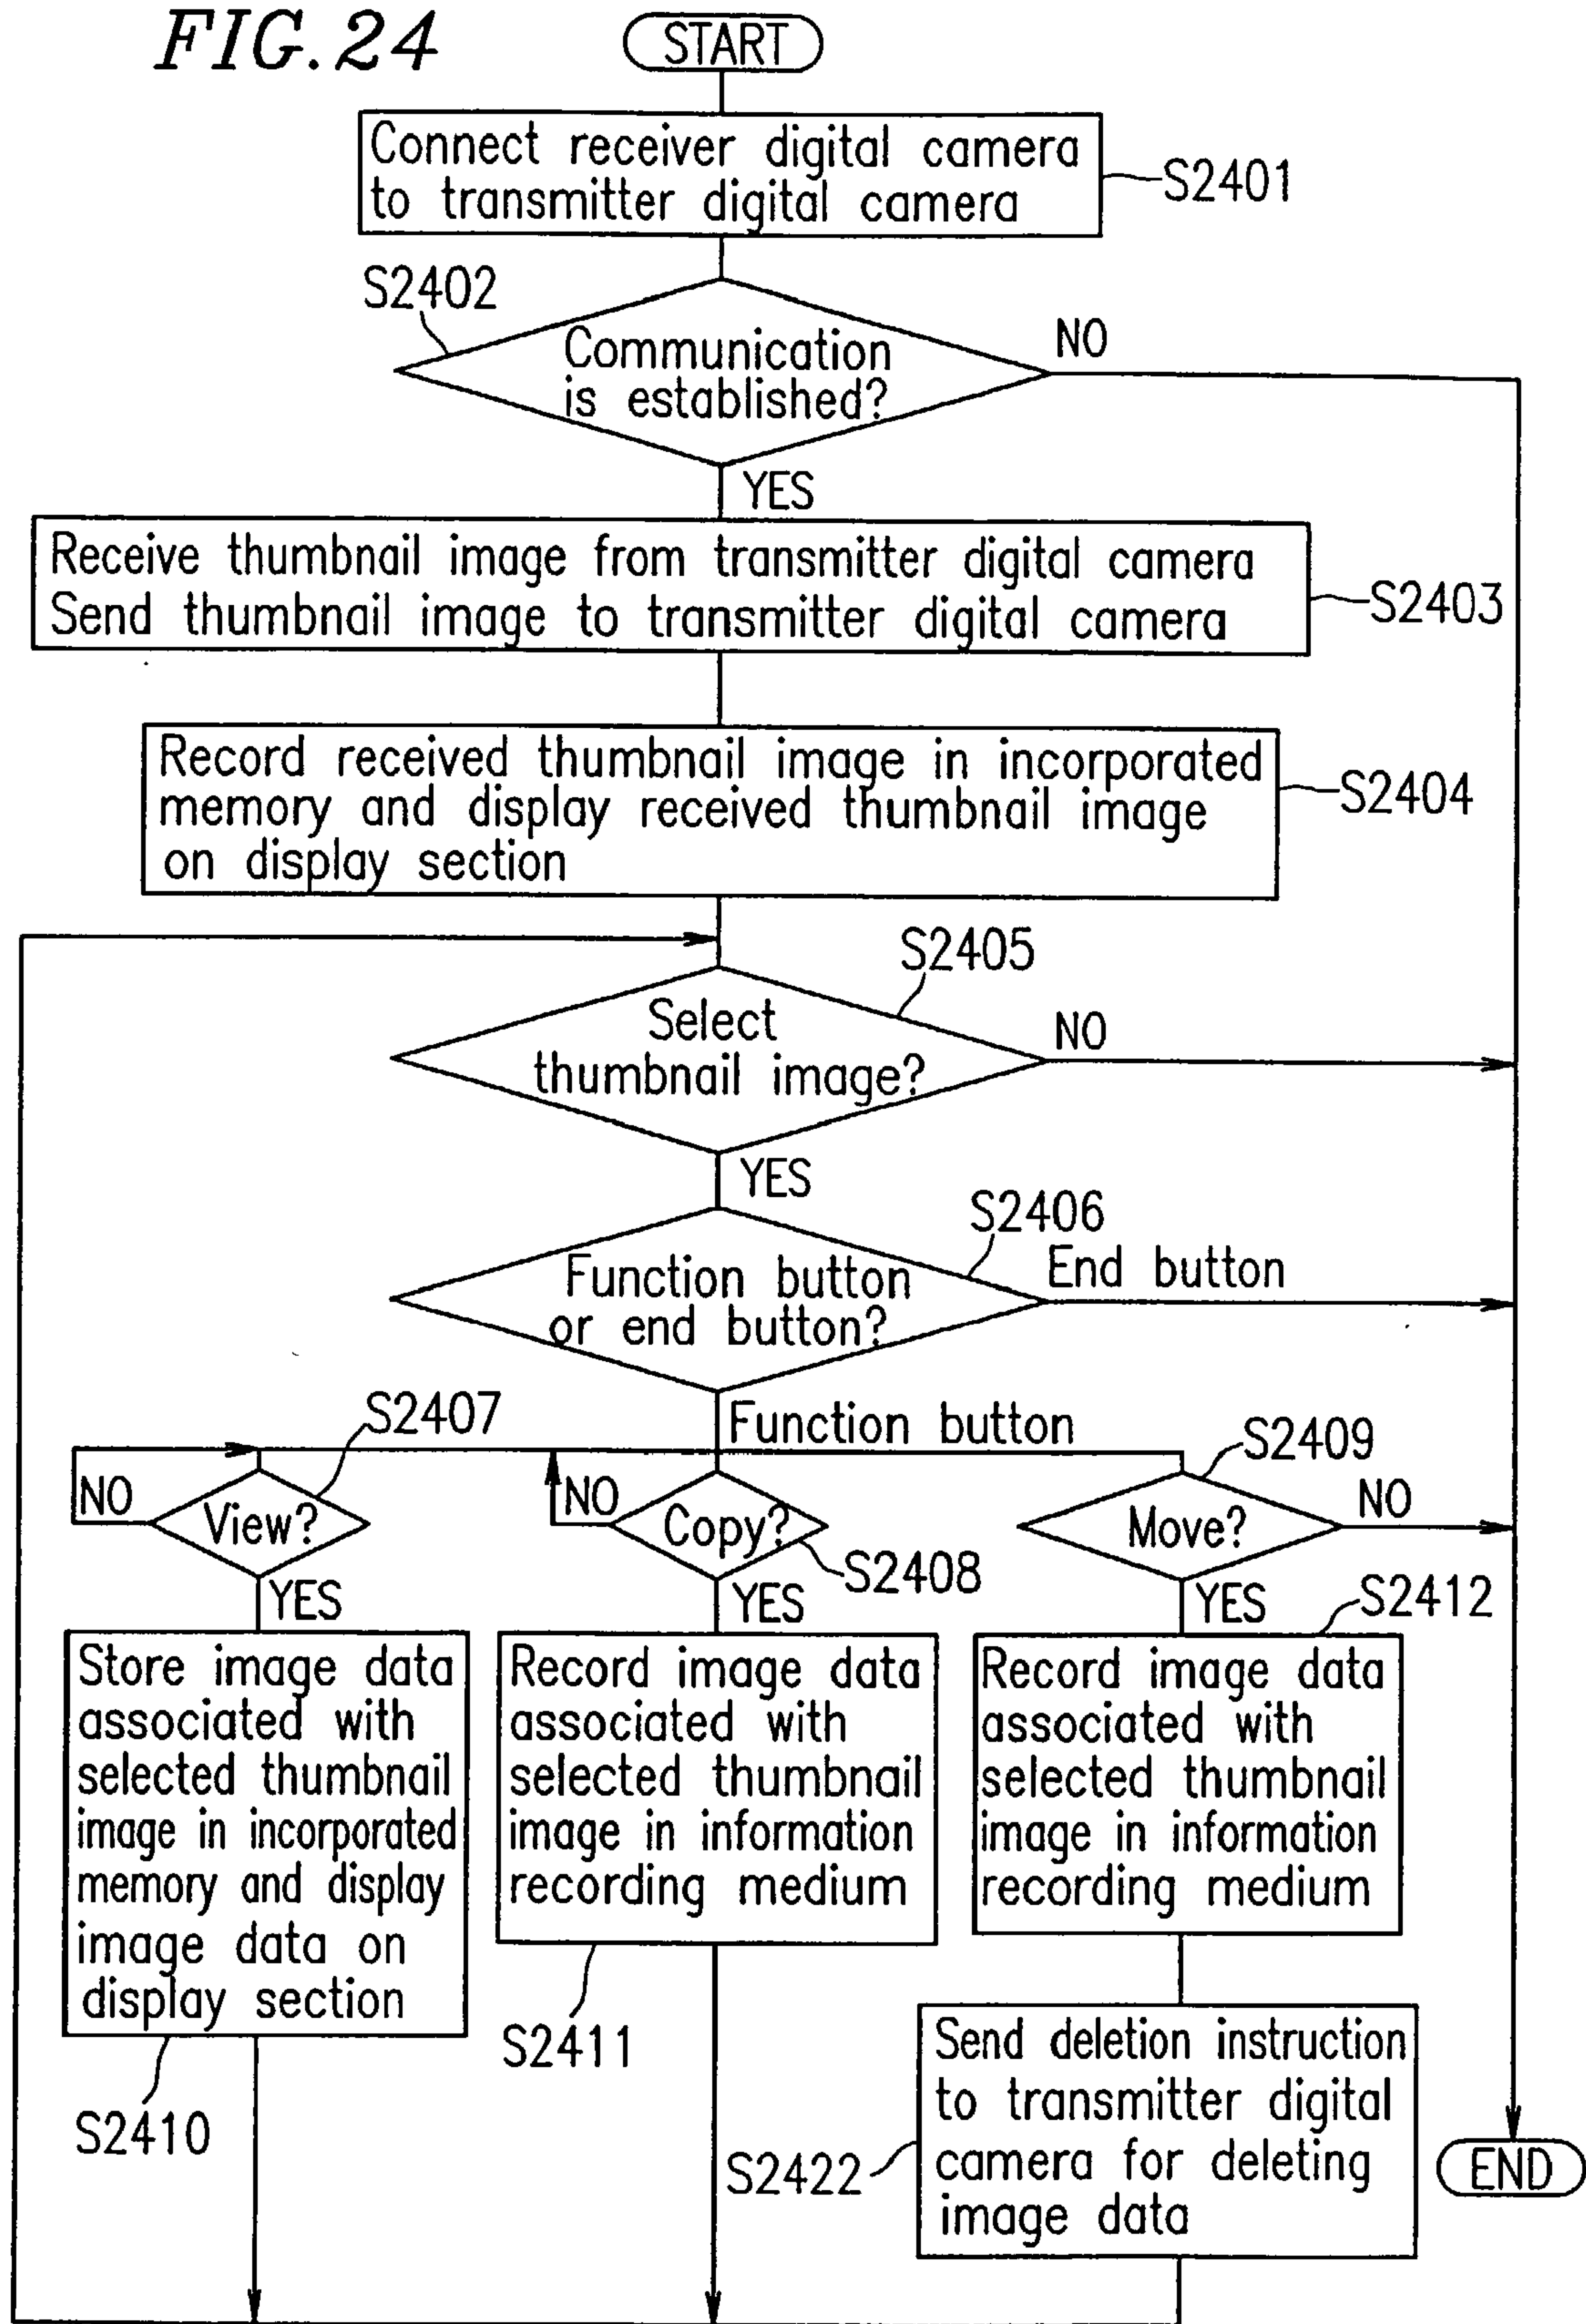 FIG. 24
START
Connect receiver digital camera
to transmitter digital camera
S2401
S2402
Communication
is established?
NO
YES
Receive thumbnail image from transmitter digital camera
Send thumbnail image to transmitter digital camera
S2403
Record received thumbnail image in incorporated
memory and display received thumbnail image
on display section
S2404
S2405
Select
thumbnail image?
NO
YES
S2406
Function button
or end button?
End button
Function button
S2407
NO
View?
YES
NO
Copy?
S2408
YES
S2409
Move?
NO
YES
S2412
Store image data
associated with
selected thumbnail
image in incorporated
memory and display
image data on
display section
S2410
Record image data
associated with
selected thumbnail
image in information
recording medium
S2411
Record image data
associated with
selected thumbnail
image in information
recording medium
Send deletion instruction
to transmitter digital
camera for deleting
image data
S2422
END